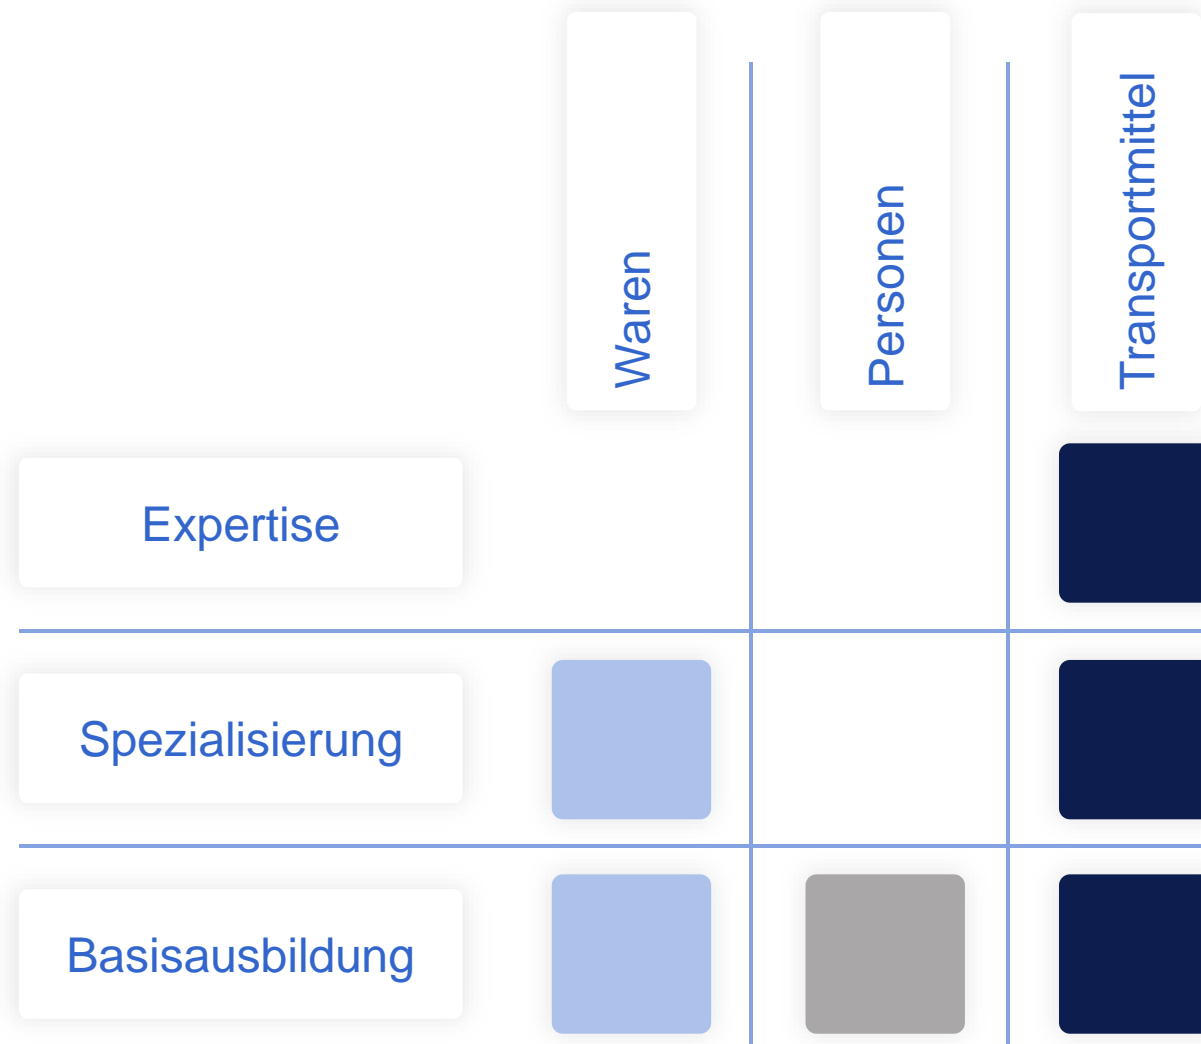 Waren
Personen
Transportmittel
Expertise
Spezialisierung
Basisausbildung